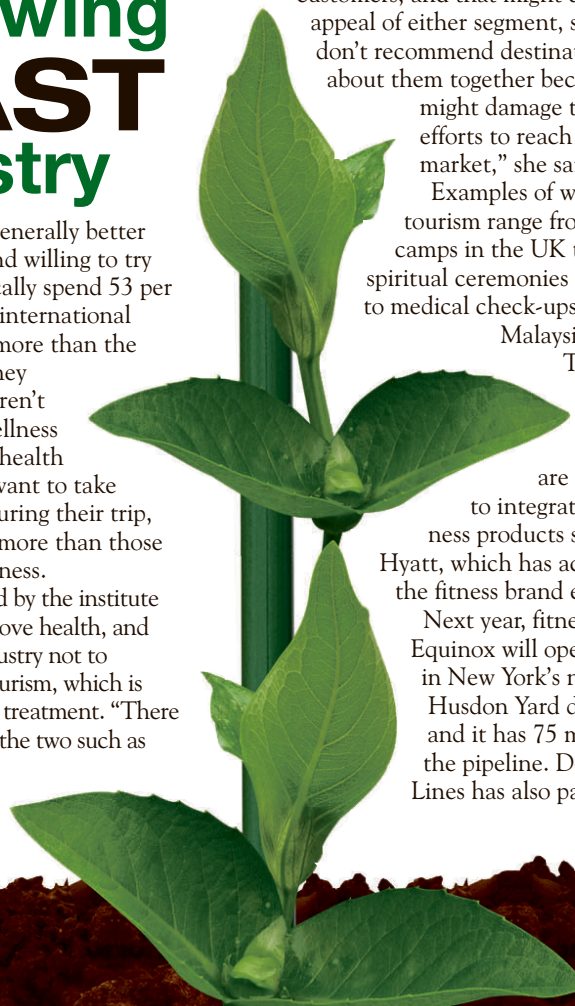 wing
AST
stry
enerally better
nd willing to try
cally spend 53 per
international
more than the
hey
ren't
ellness
health
want to take
uring their trip,
more than those
ness.
d by the institute
ove health, and
ustry not to
urism, which is
treatment. “There
the two such as
appeal of either segment, s
don't recommend destinat
about them together bec
might damage t
efforts to reach
market,” she sa
Examples of w
tourism range fro
camps in the UK t
spiritual ceremonies
to medical check-ups
Malaysi
T
are
to integrat
ness products s
Hyatt, which has ac
the fitness brand e
Next year, fitne
Equinox will ope
in New York's n
Husdon Yard d
and it has 75 m
the pipeline. D
Lines has also pa